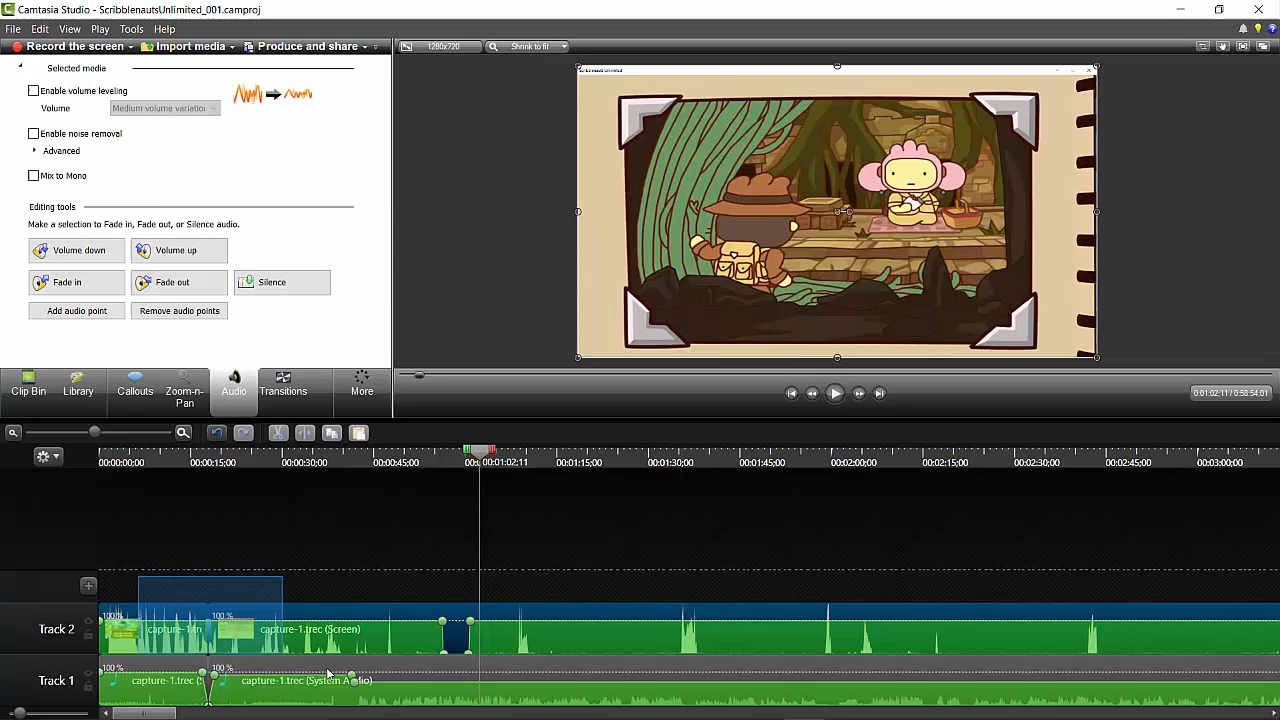 Camtasia Studio - ScribblenautsUnlimited_001.camproj
File Edit View Play Tools Help
Record the screen Import media Produce and share
1280x720 Shrink to fit
Selected media
Enable volume leveling
Volume Medium volume variation
Enable noise removal
Advanced
Mix to Mono
Editing tools
Make a selection to Fade in, Fade out, or Silence audio.
Volume down Volume up
Fade in Fade out Silence
Add audio point Remove audio points
Clip Bin Library Callouts Zoom-n-Pan Audio Transitions More
0:01:02;11 / 0:58:54:01
00:00:00;00 00:00:15;00 00:00:30;00 00:00:45;00 00:01:02;11 00:01:15;00 00:01:30;00 00:01:45;00 00:02:00;00 00:02:15;00 00:02:30;00 00:02:45;00 00:03:00;00
100 % 100 %
Track 2 capture-1.tre capture-1.trec (Screen)
100 % 100 %
Track 1 capture-1.trec ( capture-1.trec (System Audio)